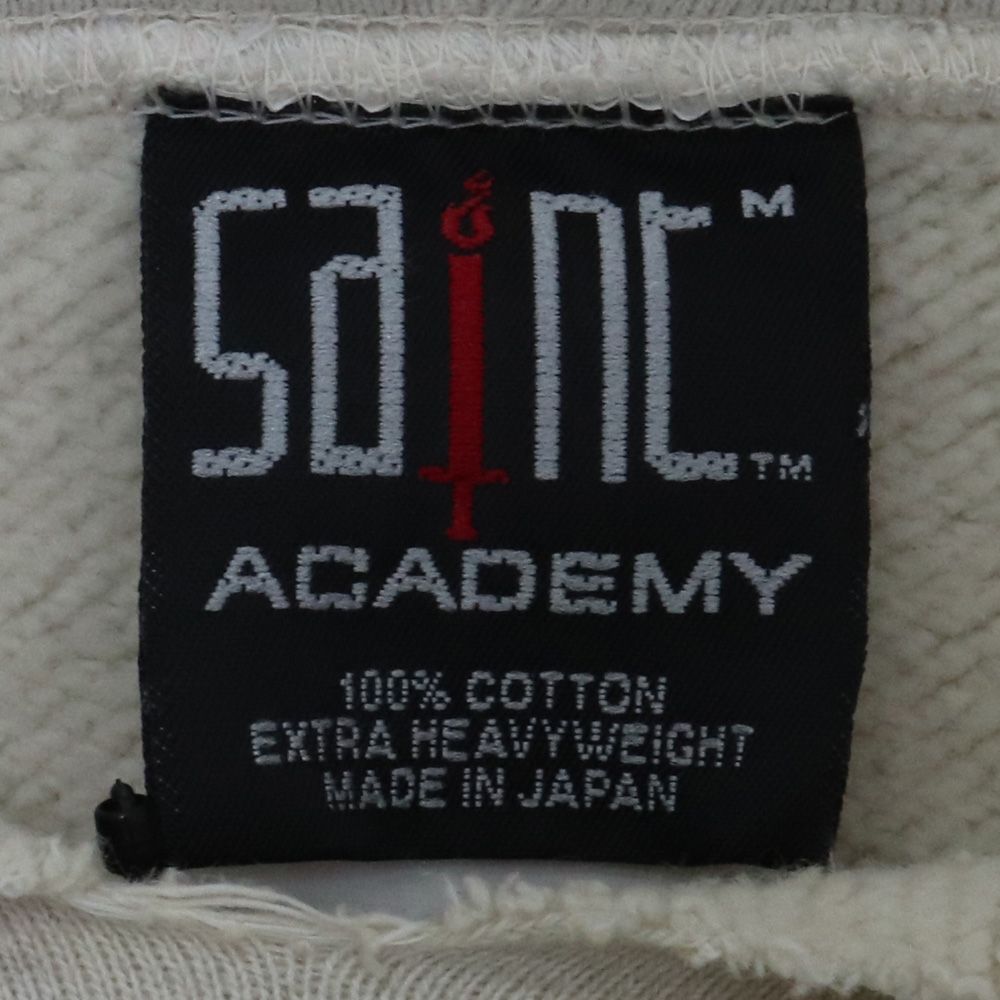 saint M
TM
ACADEMY
100% COTTON
EXTRA HEAVYWEIGHT
MADE IN JAPAN